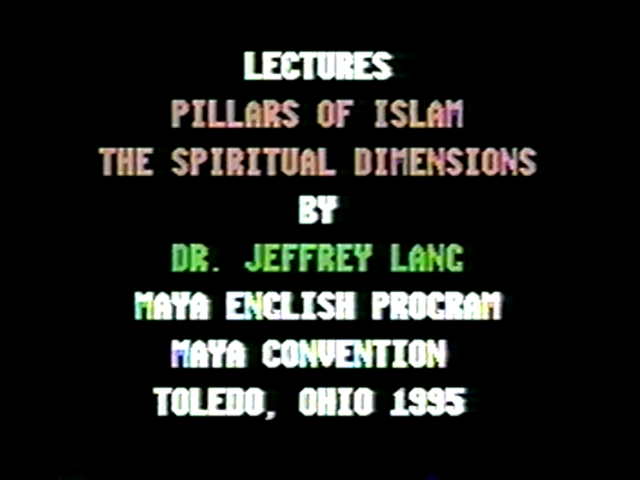 LECTURES
PILLARS OF ISLAM
THE SPIRITUAL DIMENSIONS
BY
DR. JEFFREY LANG
MAYA ENGLISH PROGRAM
MAYA CONVENTION
TOLEDO, OHIO 1995